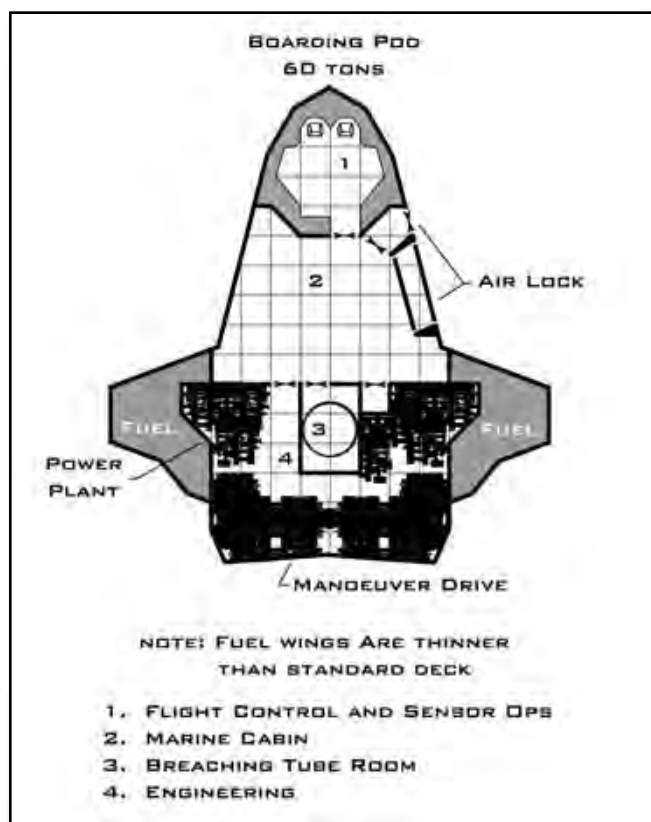 Boarding Pod
60 tons
1
2
Air Lock
Fuel
3
Fuel
4
Power
Plant
Manoeuver Drive
note: Fuel wings Are thinner
than standard deck
1. Flight Control and Sensor Ops
2. Marine Cabin
3. Breaching Tube Room
4. Engineering